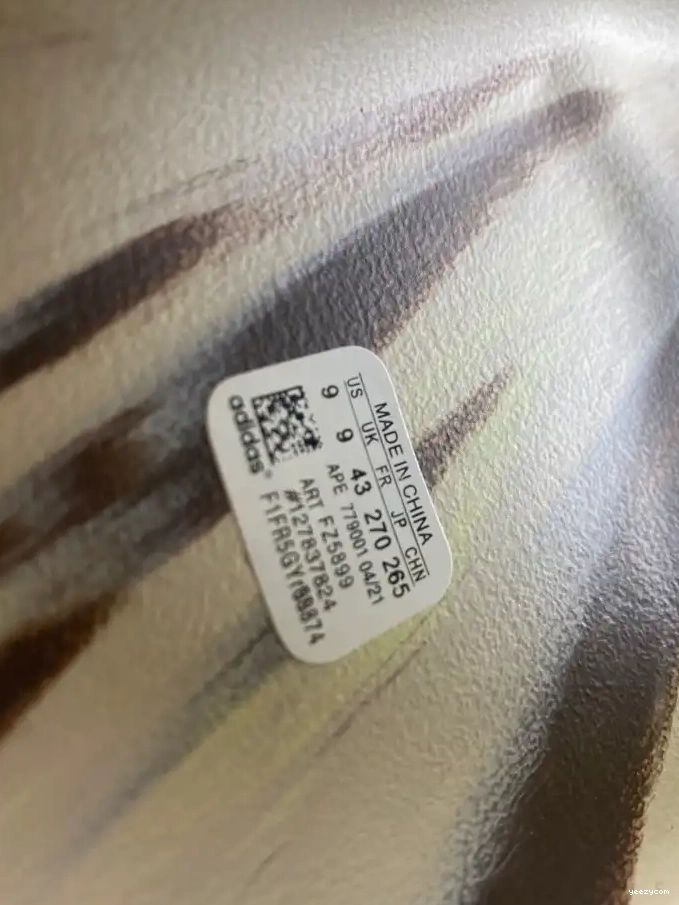 MADE IN CHINA
US UK FR JP CHN
9 9 43 270 265
APE 779001 04/21
ART FZ5899
#127837824
adidas®
yeezycom